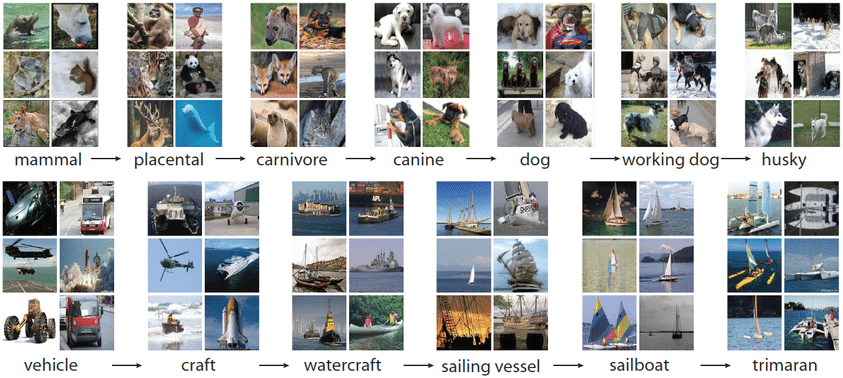 mammal → placental → carnivore → canine → dog → working dog → husky
vehicle → craft → watercraft → sailing vessel → sailboat → trimaran